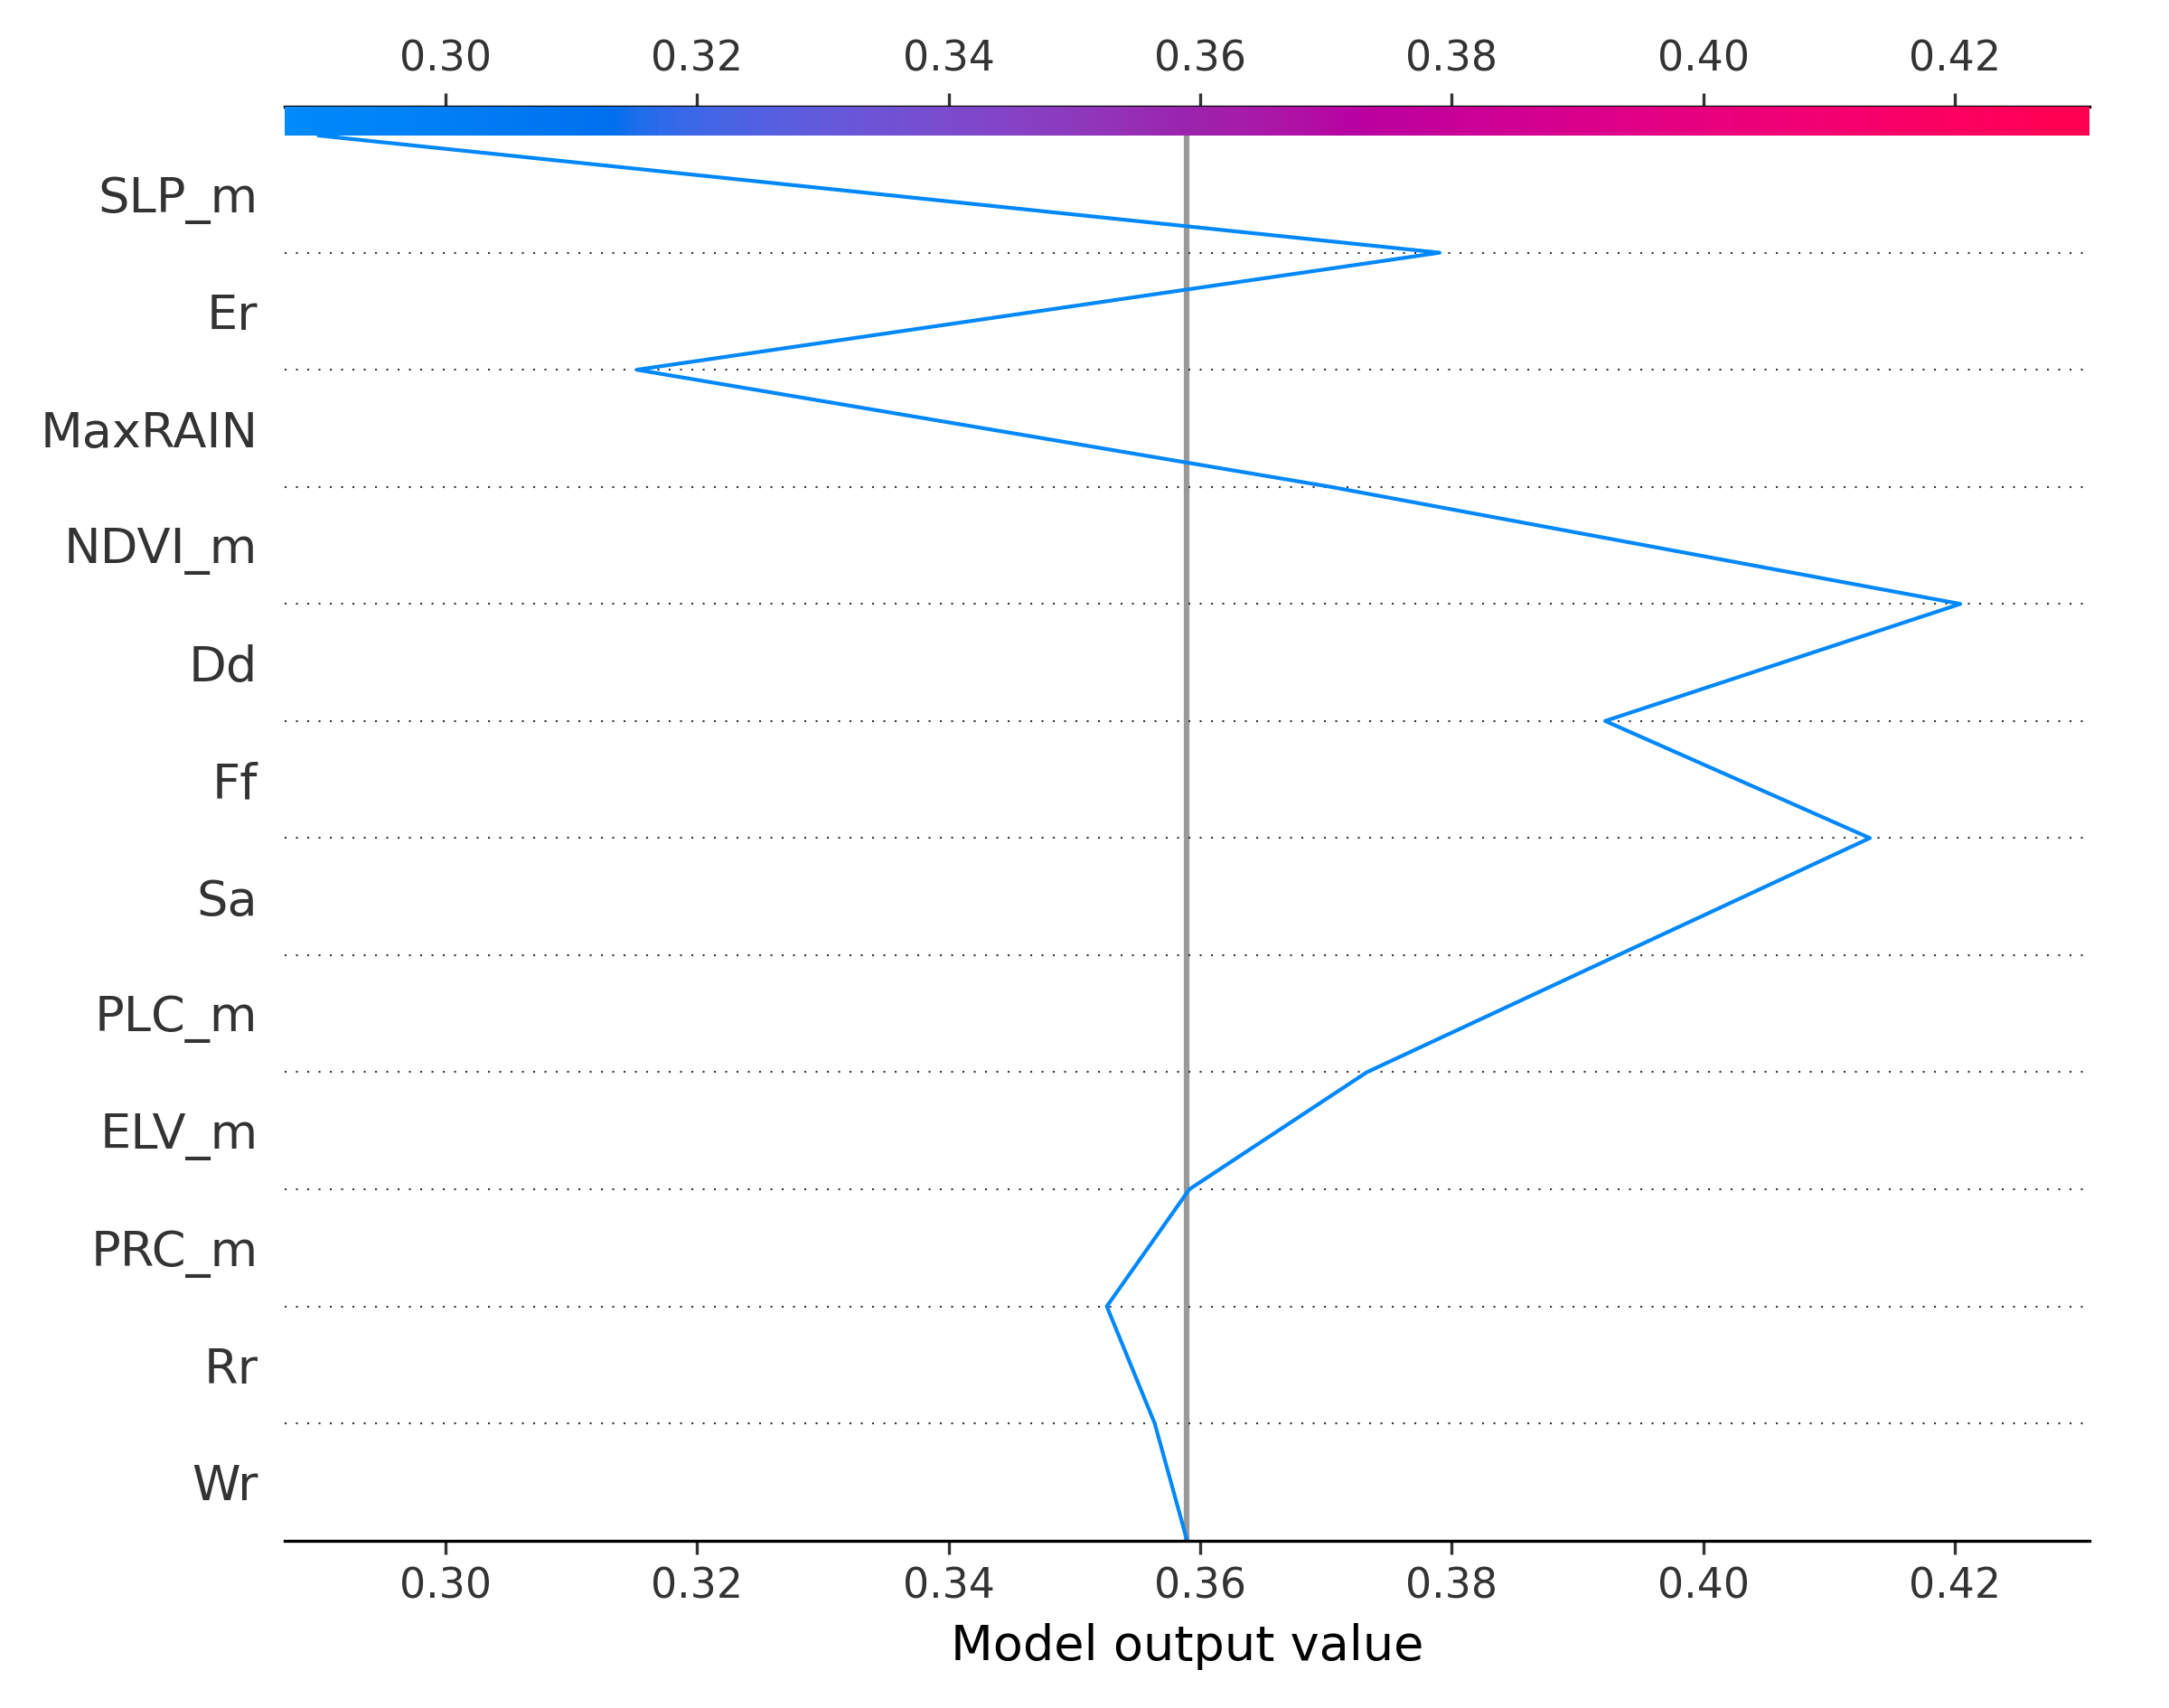 0.30 0.32 0.34 0.36 0.38 0.40 0.42
SLP_m
Er
MaxRAIN
NDVI_m
Dd
Ff
Sa
PLC_m
ELV_m
PRC_m
Rr
Wr
0.30 0.32 0.34 0.36 0.38 0.40 0.42
Model output value